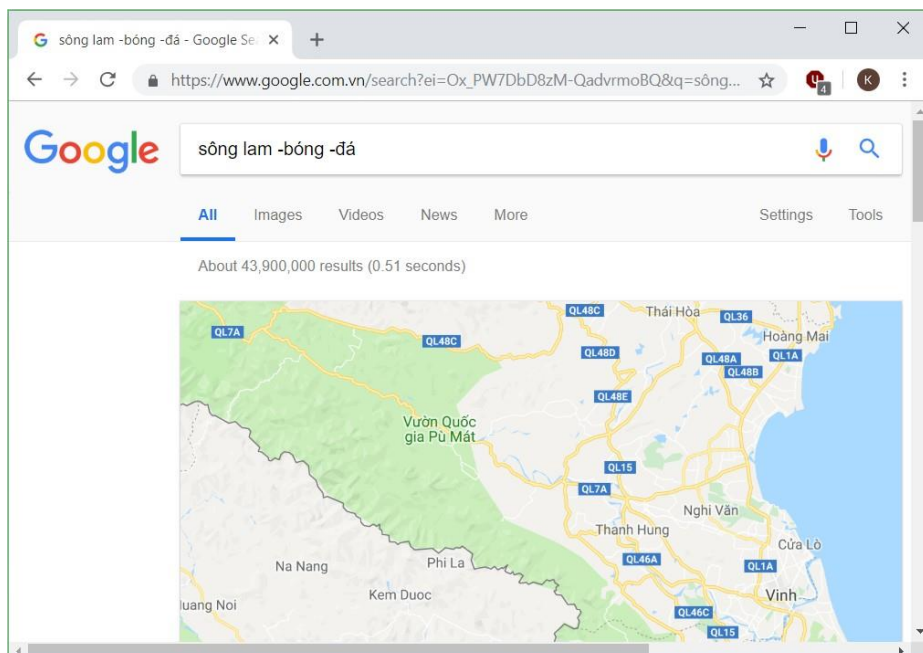 sông lam -bóng -đá - Google Se
https://www.google.com.vn/search?ei=Ox_PW7DbD8zM-QadvrmoBQ&q=sông...
4
K
Google
sông lam -bóng -đá
All Images Videos News More Settings Tools
About 43,900,000 results (0.51 seconds)
QL48C
Thái Hòa
QL36
QL7A
Hoàng Mai
QL48C
QL48D
QL48A
QL1A
QL48B
QL48E
Vườn Quốc
gia Pù Mát
QL15
QL7A
Nghi Văn
Thanh Hung
Cửa Lò
Na Nang
Phi La
QL46A
QL1A
Kem Duoc
Vinh
uang Noi
QL46C
QL15